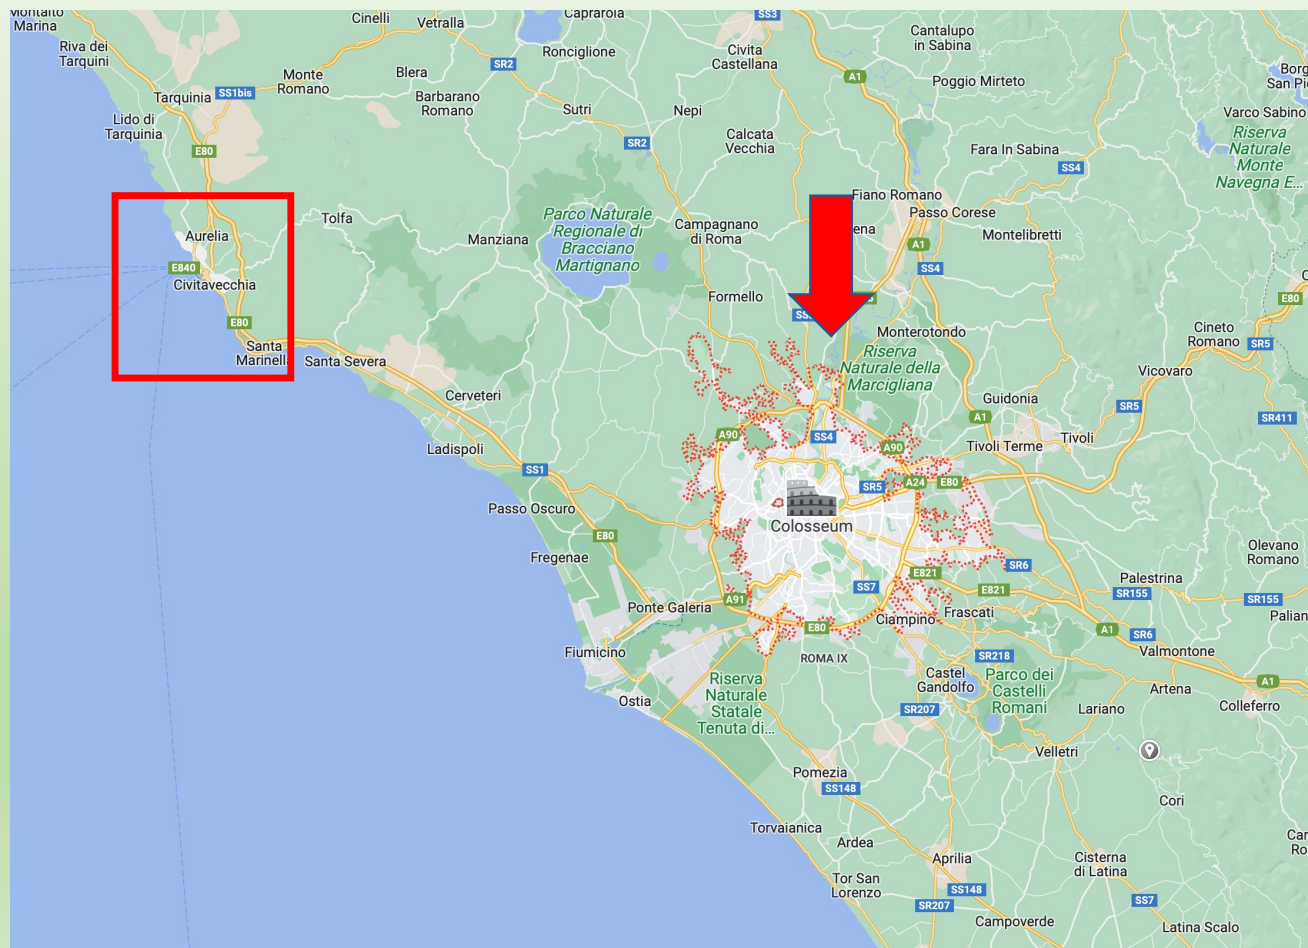 Montalto
Marina
Cinelli
Vetralla
Caprarola
SS3
Cantalupo
in Sabina
Riva dei
Tarquini
Ronciglione
Civita
Castellana
SR2
Blera
Monte
Romano
A1
Poggio Mirteto
Borg
San Pi
Tarquinia
SS1bis
Barbarano
Romano
Sutri
Nepi
Varco Sabino
Lido di
Tarquinia
Calcata
Vecchia
Riserva
Naturale
Monte
Navegna E...
SR2
E80
Fara In Sabina
SS4
Fiano Romano
Tolfa
Parco Naturale
Regionale di
Bracciano
Martignano
Campagnano
di Roma
ena
Passo Corese
Aurelia
Manziana
A1
Montelibretti
E840
SS4
Civitavecchia
Formello
E80
E80
SS
Monterotondo
Cineto
Romano
SR5
Santa
Marinella
Santa Severa
Riserva
Naturale della
Marcigliana
Vicovaro
Cerveteri
Guidonia
SR5
A1
SR411
A90
SS4
A90
Tivoli Terme
Tivoli
Ladispoli
SS1
SR5
A24
E80
Passo Oscuro
Colosseum
E80
Fregenae
Olevano
Romano
SR6
E821
Palestrina
SS7
E821
SR155
SR155
A91
Ponte Galeria
Frascati
Ciampino
Palian
E80
A1
SR6
Fiumicino
ROMA IX
SR218
Valmontone
Castel
Gandolfo
Parco dei
Castelli
Romani
Riserva
Naturale
Statale
Tenuta di...
A1
Artena
Ostia
SR207
Lariano
Colleferro
Velletri
Pomezia
SS148
Cori
Torvaianica
Ardea
Aprilia
Cisterna
di Latina
Car
Ro
Tor San
Lorenzo
SS148
SR207
SS7
Campoverde
Latina Scalo